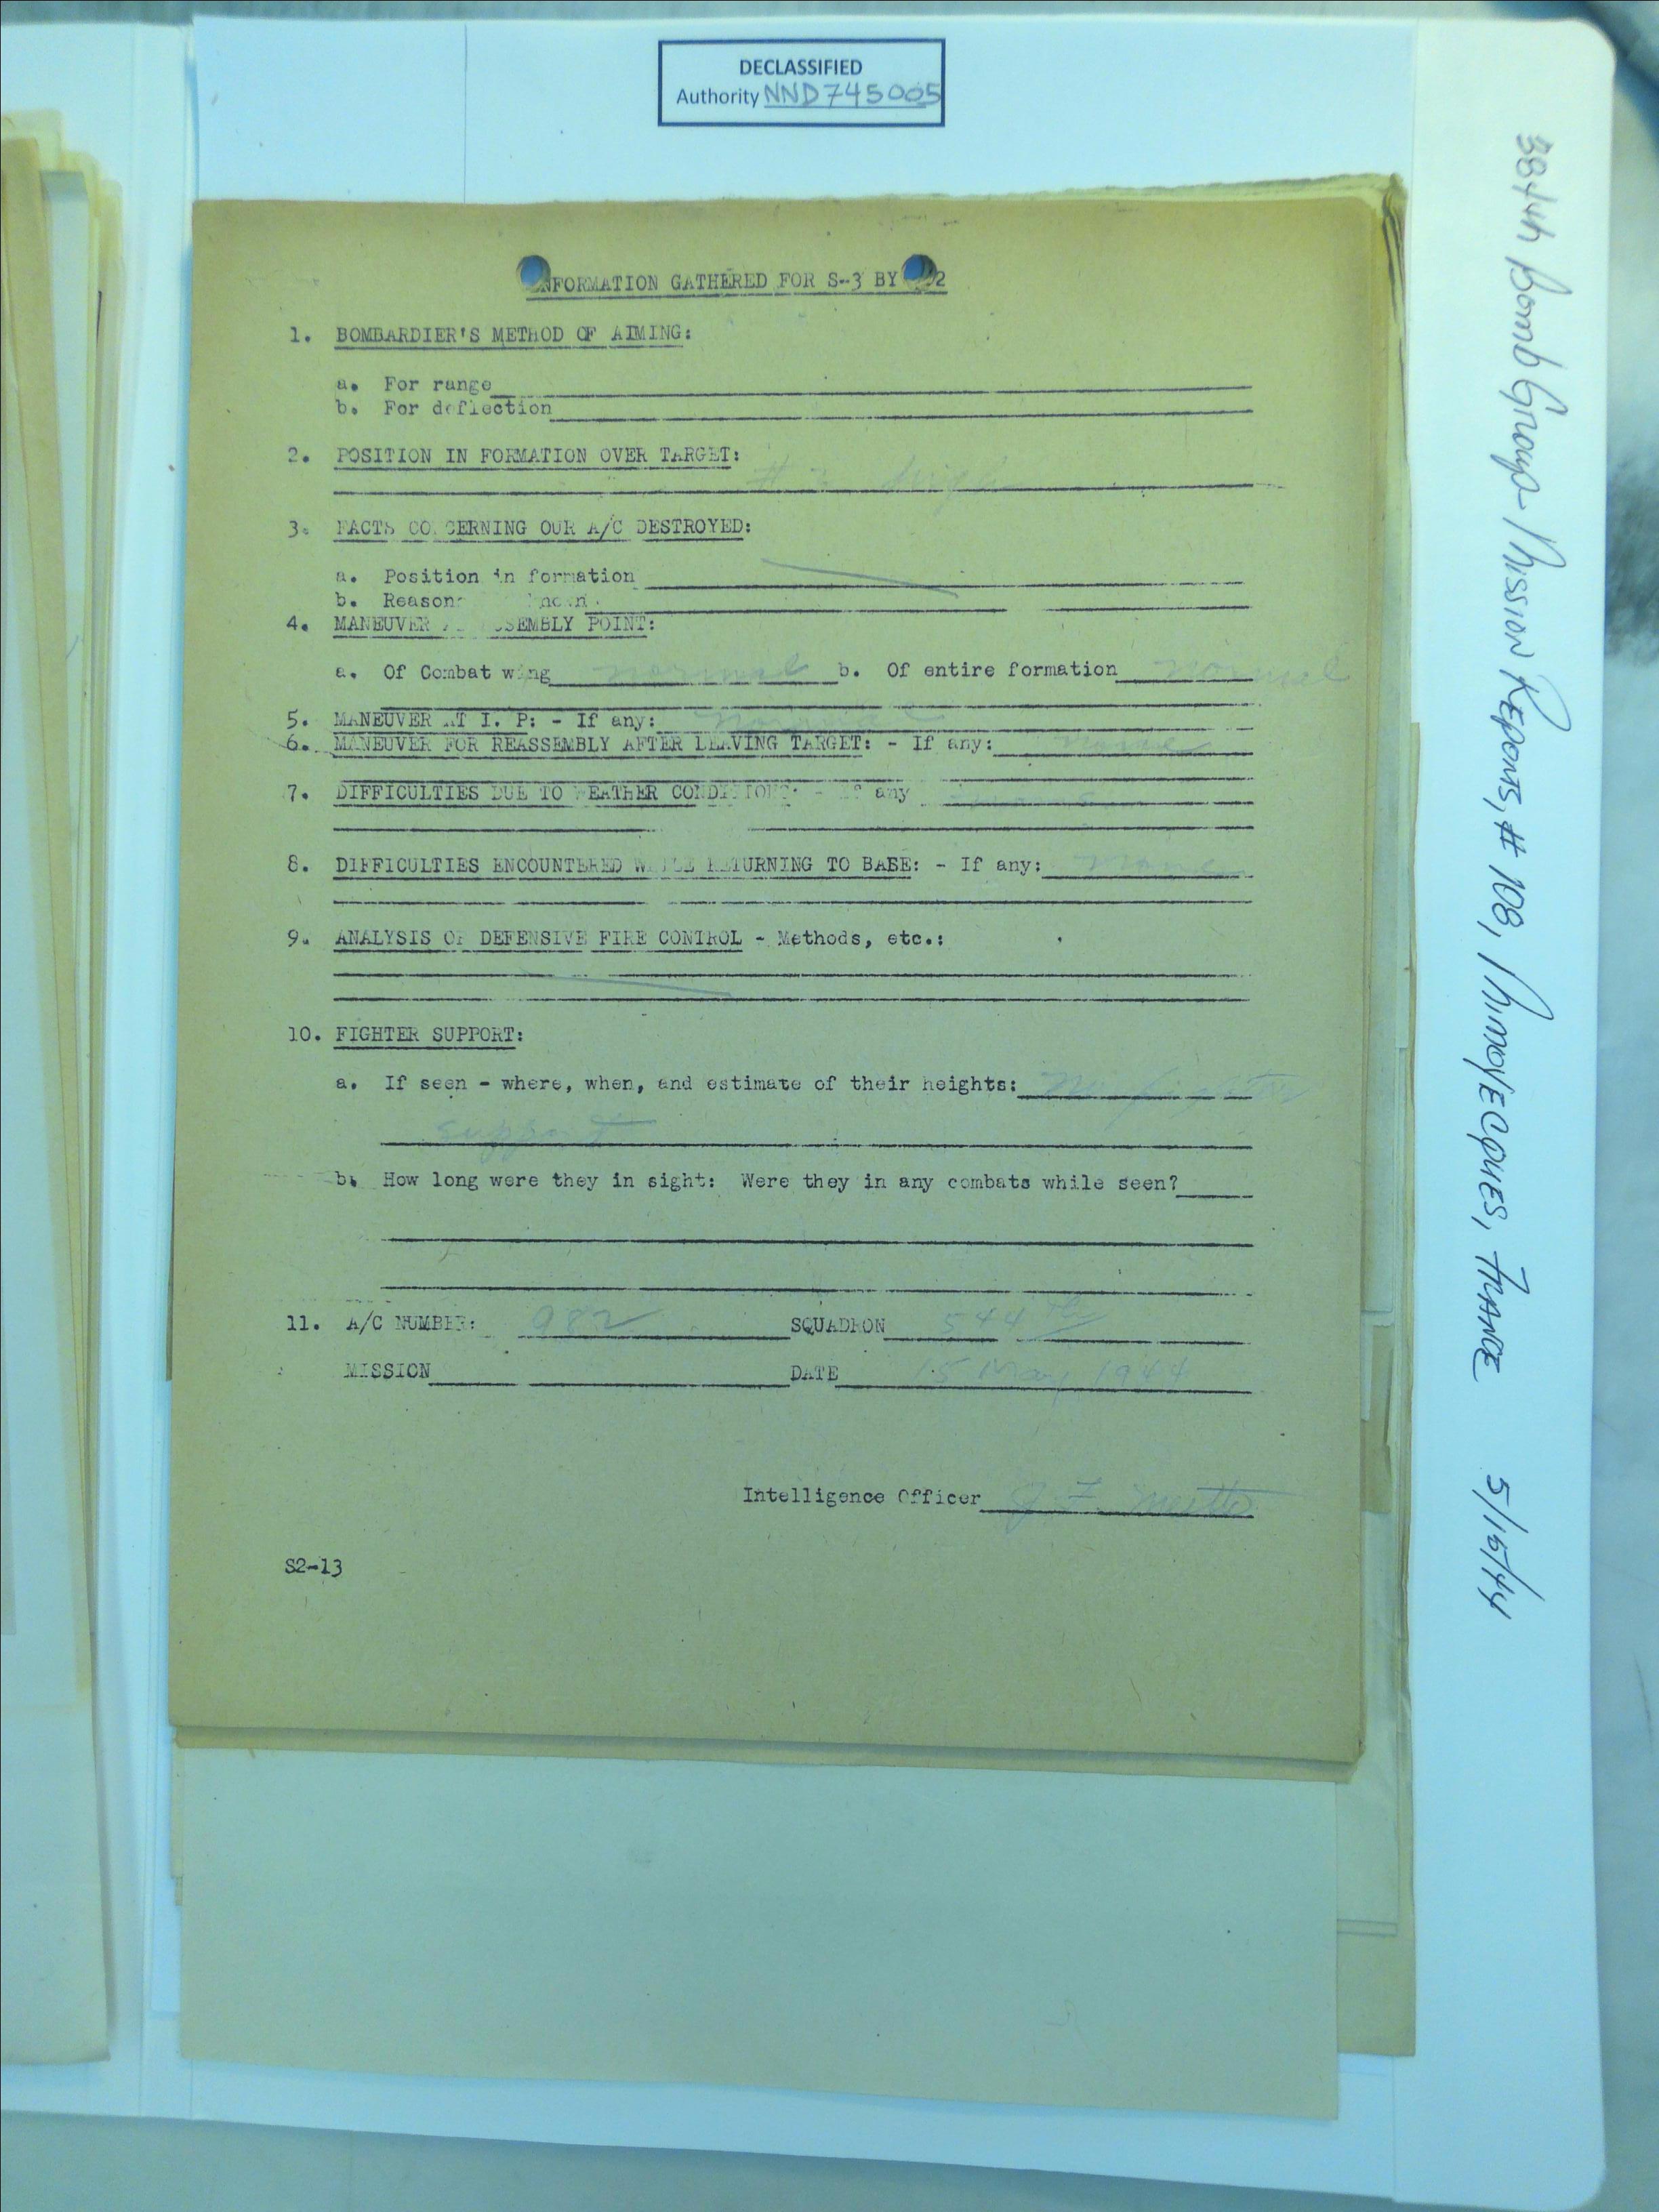 DECLASSIFIED
Authority NND745005
INFORMATION GATHERED FOR S-3 BY S-2
1. BOMBARDIER'S METHOD OF AIMING:
a. For range
b. For deflection
2. POSITION IN FORMATION OVER TARGET:
high
3. FACTS CONCERNING OUR A/C DESTROYED:
a. Position in formation
b. Reasons known
4. MANEUVER ASSEMBLY POINT:
a. Of Combat wing normal b. Of entire formation normal
5. MANEUVER AT I. P: - If any: normal
6. MANEUVER FOR REASSEMBLY AFTER LEAVING TARGET: - If any: none
7. DIFFICULTIES DUE TO WEATHER CONDITIONS: - If any
8. DIFFICULTIES ENCOUNTERED WHILE RETURNING TO BASE: - If any: none
9. ANALYSIS OF DEFENSIVE FIRE CONTROL - Methods, etc.:
10. FIGHTER SUPPORT:
a. If seen - where, when, and estimate of their heights: No fighter
support
b. How long were they in sight: Were they in any combats while seen?
11. A/C NUMBER: 982 SQUADRON 544th
MISSION DATE 15 May 1944
Intelligence Officer
S2-13
384th Bomb Group - Mission Reports, # 108, Mimoyecques, France 5/15/44